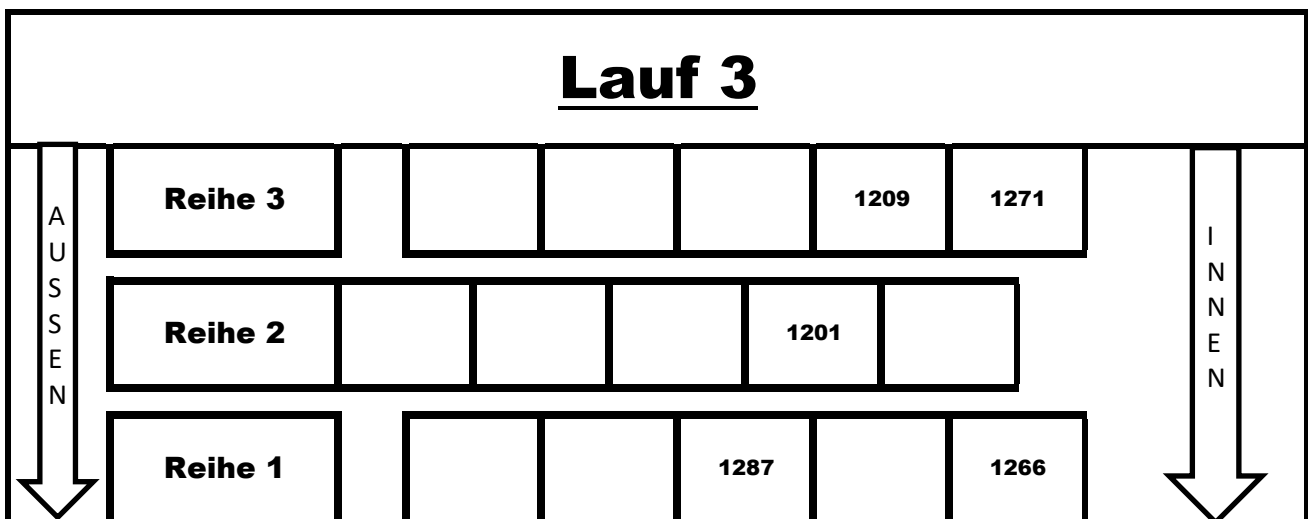 Lauf 3
AUSSEN
Reihe 3 1209 1271
Reihe 2 1201
Reihe 1 1287 1266
INNEN